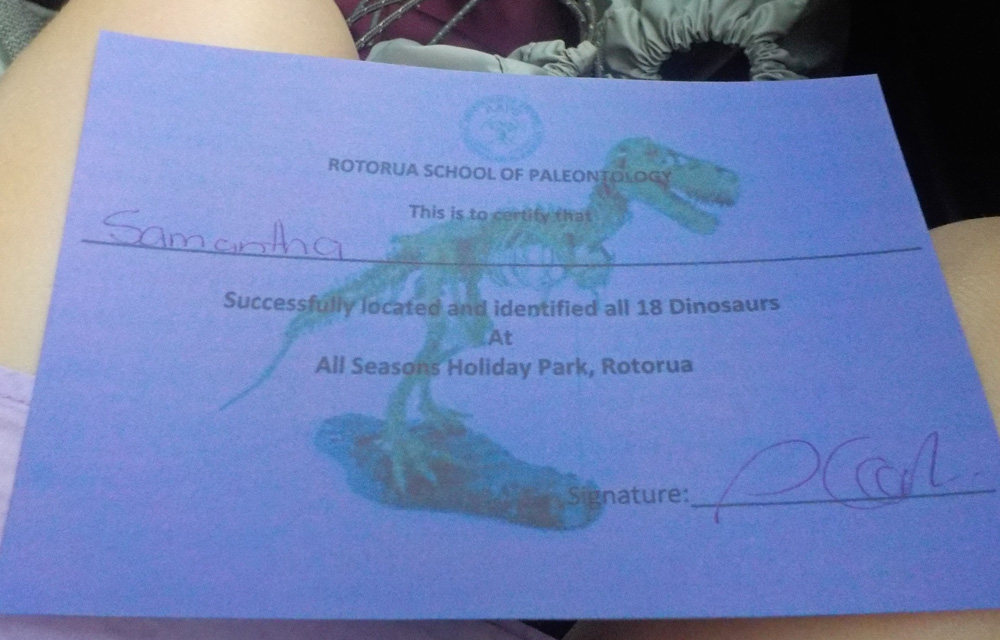 ROTORUA SCHOOL OF PALEONTOLOGY
This is to certify that
Samantha
Successfully located and identified all 18 Dinosaurs
At
All Seasons Holiday Park, Rotorua
Signature: